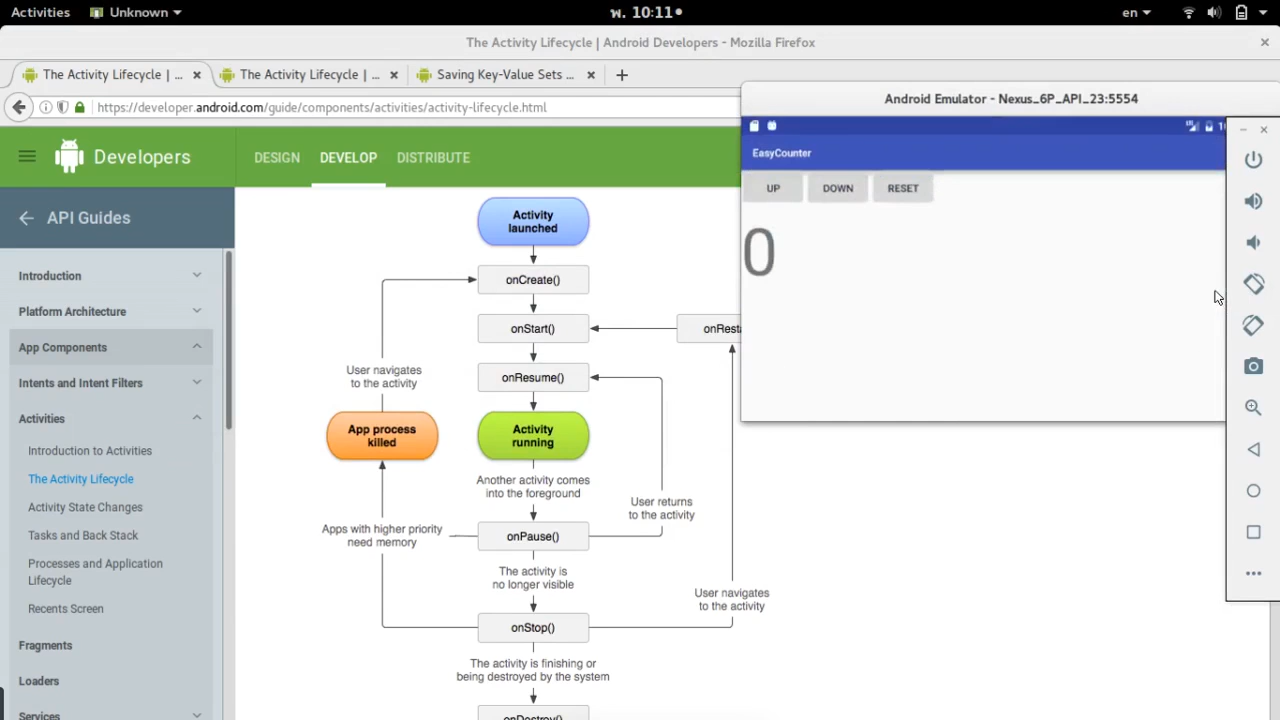 Activities
Unknown
พ. 10:11
en
The Activity Lifecycle | Android Developers - Mozilla Firefox
The Activity Lifecycle | ...
The Activity Lifecycle | ...
Saving Key-Value Sets ...
https://developer.android.com/guide/components/activities/activity-lifecycle.html
Developers
DESIGN
DEVELOP
DISTRIBUTE
API Guides
Introduction
Platform Architecture
App Components
Intents and Intent Filters
Activities
Introduction to Activities
The Activity Lifecycle
Activity State Changes
Tasks and Back Stack
Processes and Application
Lifecycle
Recents Screen
Fragments
Loaders
Services
Activity
launched
onCreate()
onStart()
onResume()
User navigates
to the activity
App process
killed
Activity
running
Another activity comes
into the foreground
User returns
to the activity
Apps with higher priority
need memory
onPause()
The activity is
no longer visible
User navigates
to the activity
onStop()
The activity is finishing or
being destroyed by the system
onDestroy()
Android Emulator - Nexus_6P_API_23:5554
EasyCounter
UP
DOWN
RESET
0